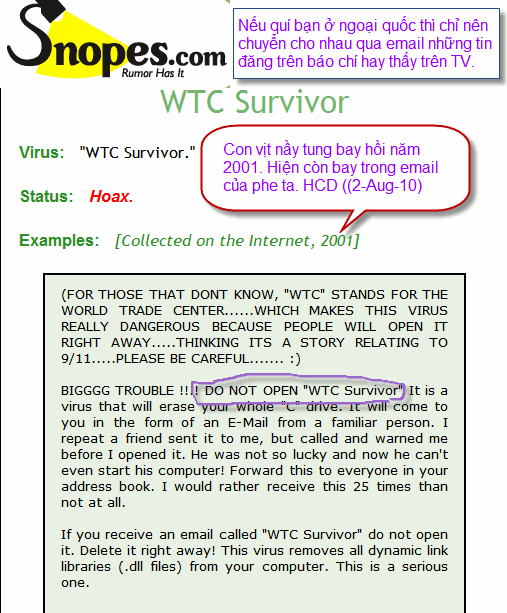 Snopes.com
Rumor Has It
Nếu quí bạn ở ngoại quốc thì chỉ nên
chuyển cho nhau qua email những tin
đăng trên báo chí hay thấy trên TV.
WTC Survivor
Virus: "WTC Survivor."
Con vịt nầy tung bay hồi năm
2001. Hiện còn bay trong email
của phe ta. HCD ((2-Aug-10)
Status: Hoax.
Examples: [Collected on the Internet, 2001]
(FOR THOSE THAT DONT KNOW, "WTC" STANDS FOR THE
WORLD TRADE CENTER......WHICH MAKES THIS VIRUS
REALLY DANGEROUS BECAUSE PEOPLE WILL OPEN IT
RIGHT AWAY.....THINKING ITS A STORY RELATING TO
9/11.....PLEASE BE CAREFUL....... :)
BIGGGG TROUBLE !!!! DO NOT OPEN "WTC Survivor" It is a
virus that will erase your whole "C" drive. It will come to
you in the form of an E-Mail from a familiar person. I
repeat a friend sent it to me, but called and warned me
before I opened it. He was not so lucky and now he can't
even start his computer! Forward this to everyone in your
address book. I would rather receive this 25 times than
not at all.
If you receive an email called "WTC Survivor" do not open
it. Delete it right away! This virus removes all dynamic link
libraries (.dll files) from your computer. This is a serious
one.